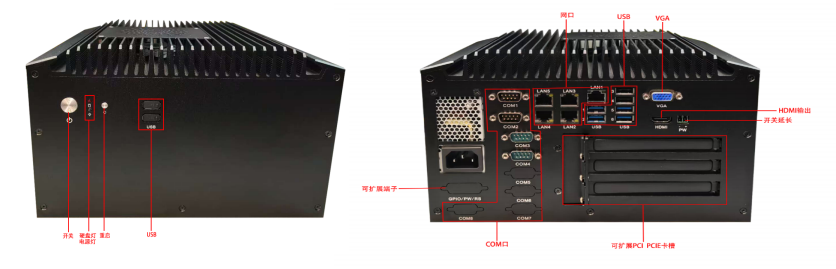 USB
开关
硬盘灯
电源灯
重启
USB
网口
USB
VGA
LAN5
LAN3
LAN1
COM1
VGA
HDMI输出
COM2
LAN4
LAN2
USB
USB
HDMI
PW
开关延长
COM3
COM4
可扩展端子
COM5
GPIO/PW/RS
COM6
COM8
COM7
COM口
可扩展PCI PCIE卡槽